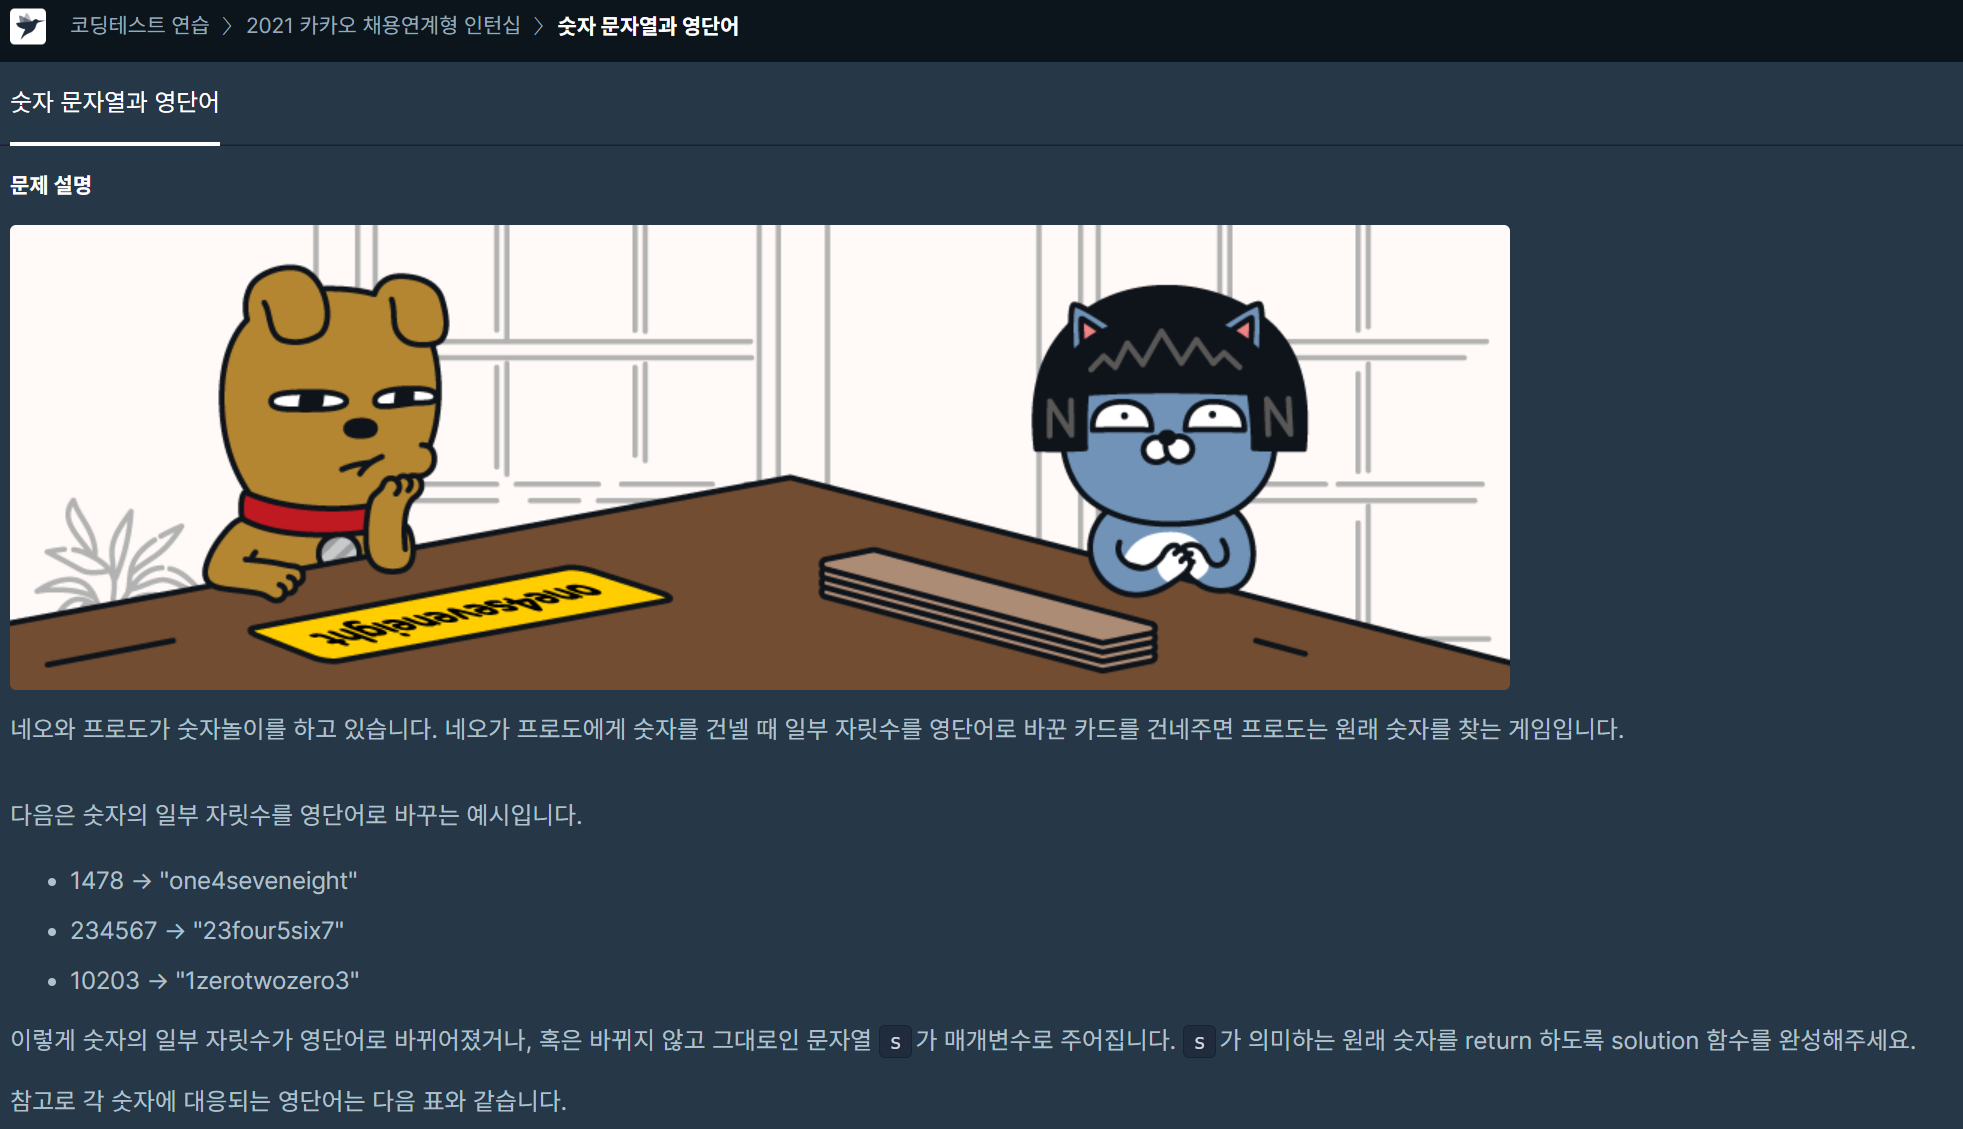 코딩테스트 연습 〉 2021 카카오 채용연계형 인턴십 〉 숫자 문자열과 영단어
숫자 문자열과 영단어
문제 설명
N N
one4seveneight
네오와 프로도가 숫자놀이를 하고 있습니다. 네오가 프로도에게 숫자를 건넬 때 일부 자릿수를 영단어로 바꾼 카드를 건네주면 프로도는 원래 숫자를 찾는 게임입니다.
다음은 숫자의 일부 자릿수를 영단어로 바꾸는 예시입니다.
• 1478 → "one4seveneight"
• 234567 → "23four5six7"
• 10203 → "1zerotwozero3"
이렇게 숫자의 일부 자릿수가 영단어로 바뀌어졌거나, 혹은 바뀌지 않고 그대로인 문자열 s 가 매개변수로 주어집니다. s 가 의미하는 원래 숫자를 return 하도록 solution 함수를 완성해주세요.
참고로 각 숫자에 대응되는 영단어는 다음 표와 같습니다.